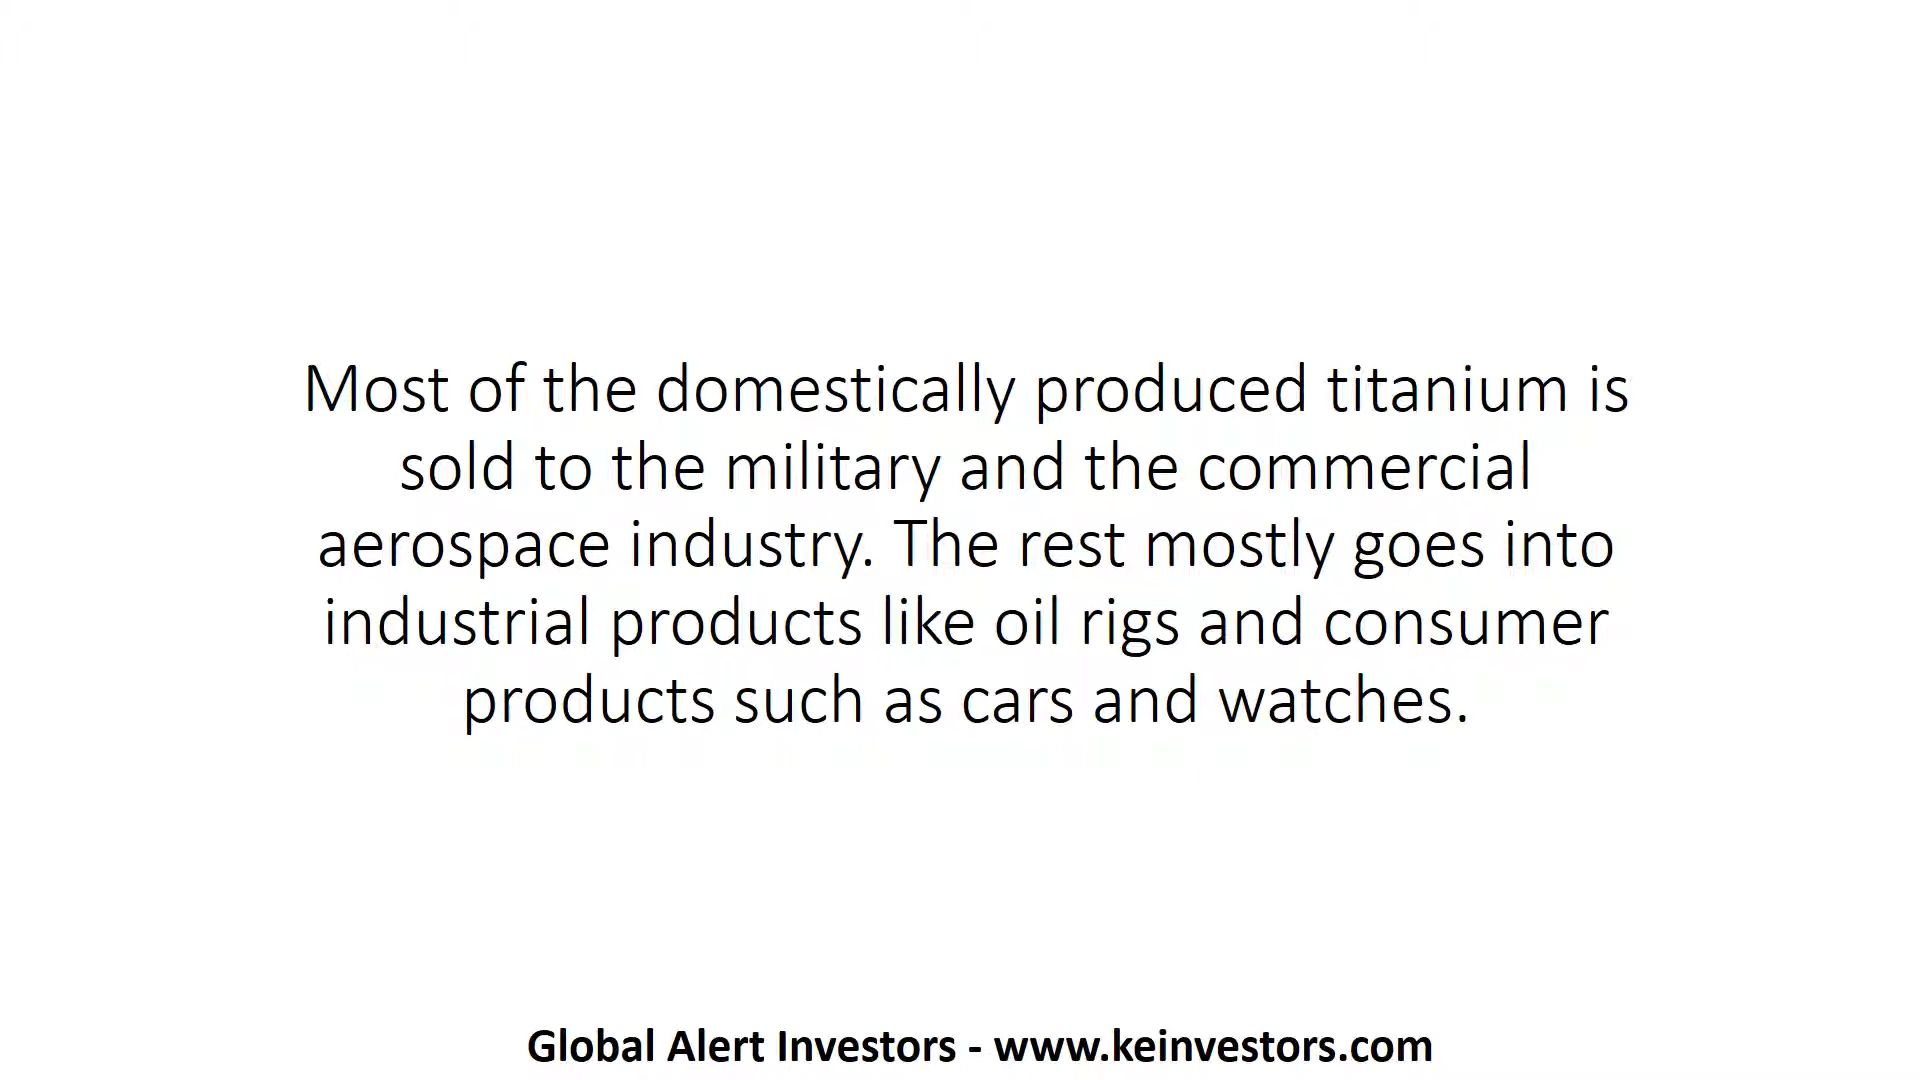 Most of the domestically produced titanium is
sold to the military and the commercial
aerospace industry. The rest mostly goes into
industrial products like oil rigs and consumer
products such as cars and watches.
Global Alert Investors - www.keinvestors.com